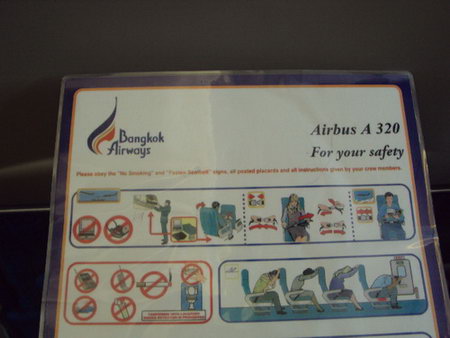 Bangkok
Airways
Airbus A 320
For your safety
Please obey the "No Smoking" and "Fasten Seatbelt" signs, all posted placards and all instructions given by your crew members.